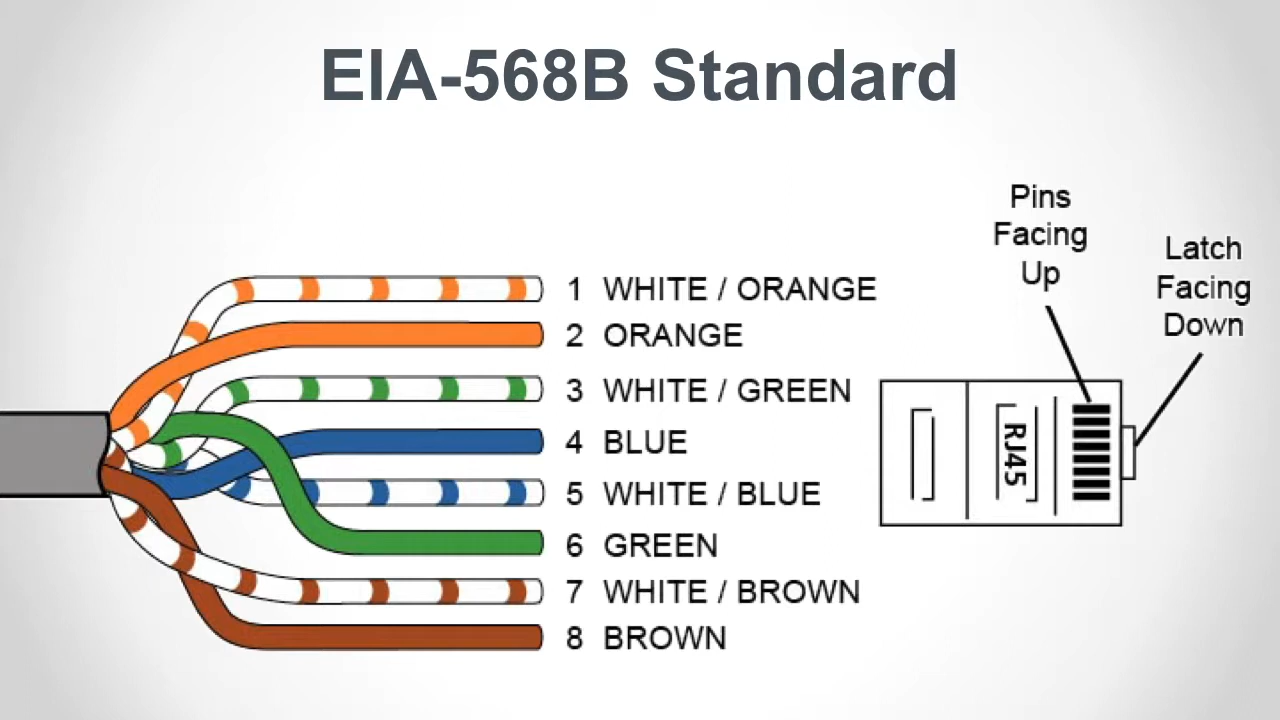 EIA-568B Standard
Pins
Facing
Up
Latch
Facing
Down
1 WHITE / ORANGE
2 ORANGE
3 WHITE / GREEN
4 BLUE
5 WHITE / BLUE
6 GREEN
7 WHITE / BROWN
8 BROWN
RJ45